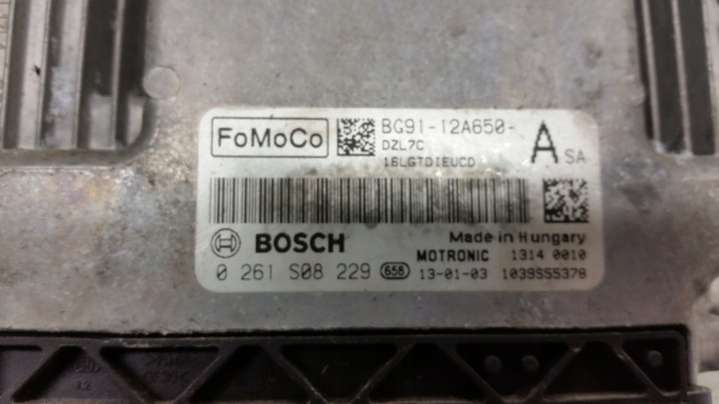 FoMoCo
BG91-12A650-
DZL7C
16LGTDIEUCD
A SA
BOSCH
Made in Hungary
MOTRONIC 1314 0010
0 261 S08 229 658 13-01-03 1039S55378